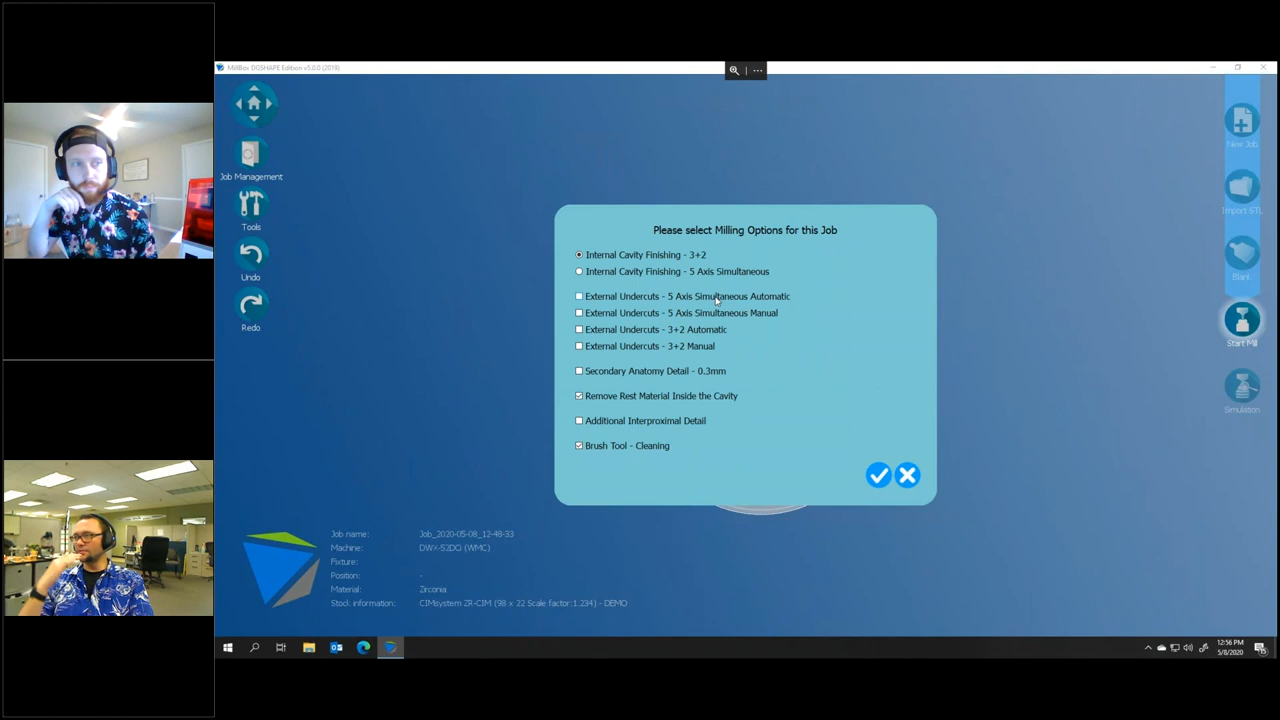 MillBox DGSHAPE Edition v5.0.0 (2019)
Job Management
Tools
Undo
Redo
Please select Milling Options for this Job
Internal Cavity Finishing - 3+2
Internal Cavity Finishing - 5 Axis Simultaneous
External Undercuts - 5 Axis Simultaneous Automatic
External Undercuts - 5 Axis Simultaneous Manual
External Undercuts - 3+2 Automatic
External Undercuts - 3+2 Manual
Secondary Anatomy Detail - 0.3mm
Remove Rest Material Inside the Cavity
Additional Interproximal Detail
Brush Tool - Cleaning
New Job
Import STL
Blank
Start Mill
Simulation
Job name: Job_2020-05-08_12-48-33
Machine: DWX-52DCi (WMC)
Fixture:
Position: -
Material: Zirconia
Stock information: CIMsystem ZR-CIM (98 x 22 Scale factor:1.234) - DEMO
12:56 PM
5/8/2020